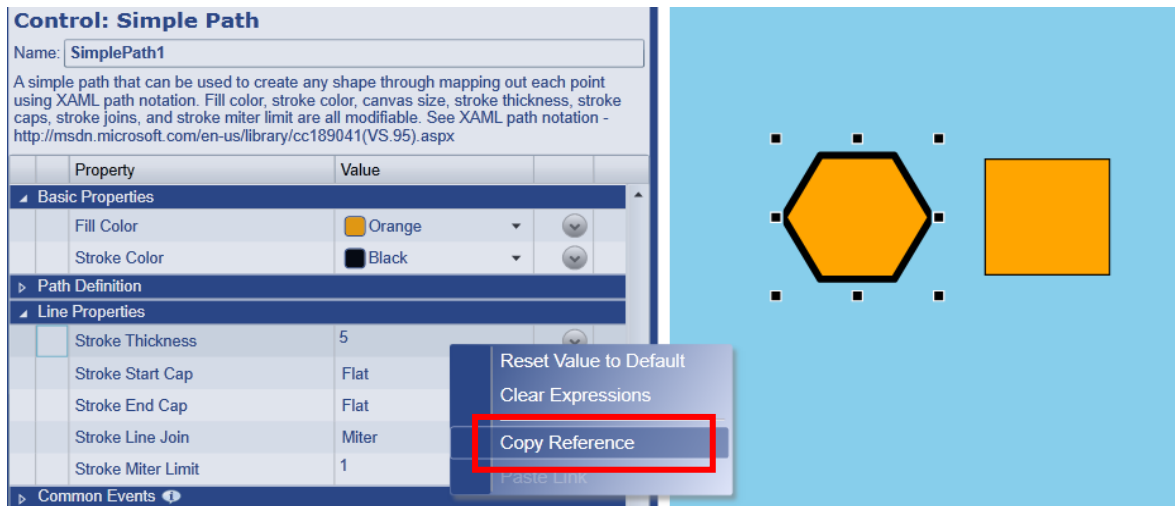 Control: Simple Path
Name: SimplePath1
A simple path that can be used to create any shape through mapping out each point
using XAML path notation. Fill color, stroke color, canvas size, stroke thickness, stroke
caps, stroke joins, and stroke miter limit are all modifiable. See XAML path notation -
http://msdn.microsoft.com/en-us/library/cc189041(VS.95).aspx
Property Value
Basic Properties
Fill Color Orange
Stroke Color Black
Path Definition
Line Properties
Stroke Thickness 5
Reset Value to Default
Stroke Start Cap Flat
Clear Expressions
Stroke End Cap Flat
Stroke Line Join Miter
Copy Reference
Stroke Miter Limit 1
Paste Link
Common Events